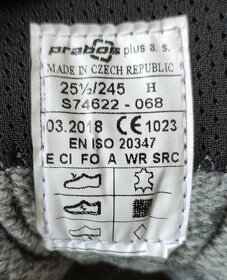 prabos plus a. s.
MADE IN CZECH REPUBLIC
25½/245 H
S74622 - 068
03.2018 CE 1023
EN ISO 20347
E CI FO A WR SRC